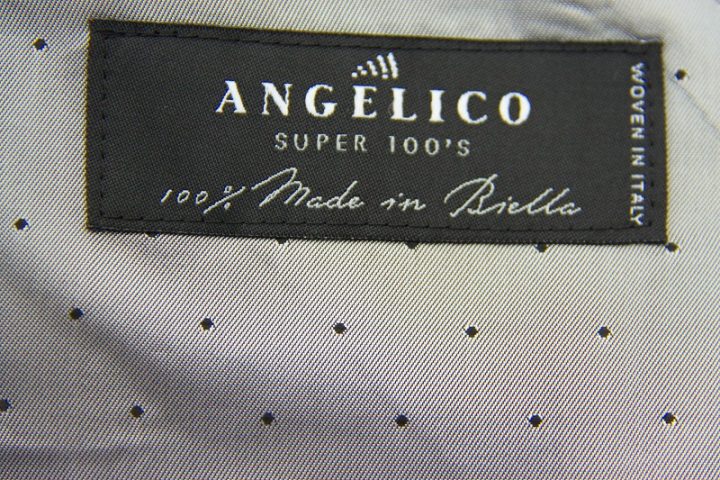 ANGELICO
SUPER 100'S
100% Made in Biella
WOVEN IN ITALY